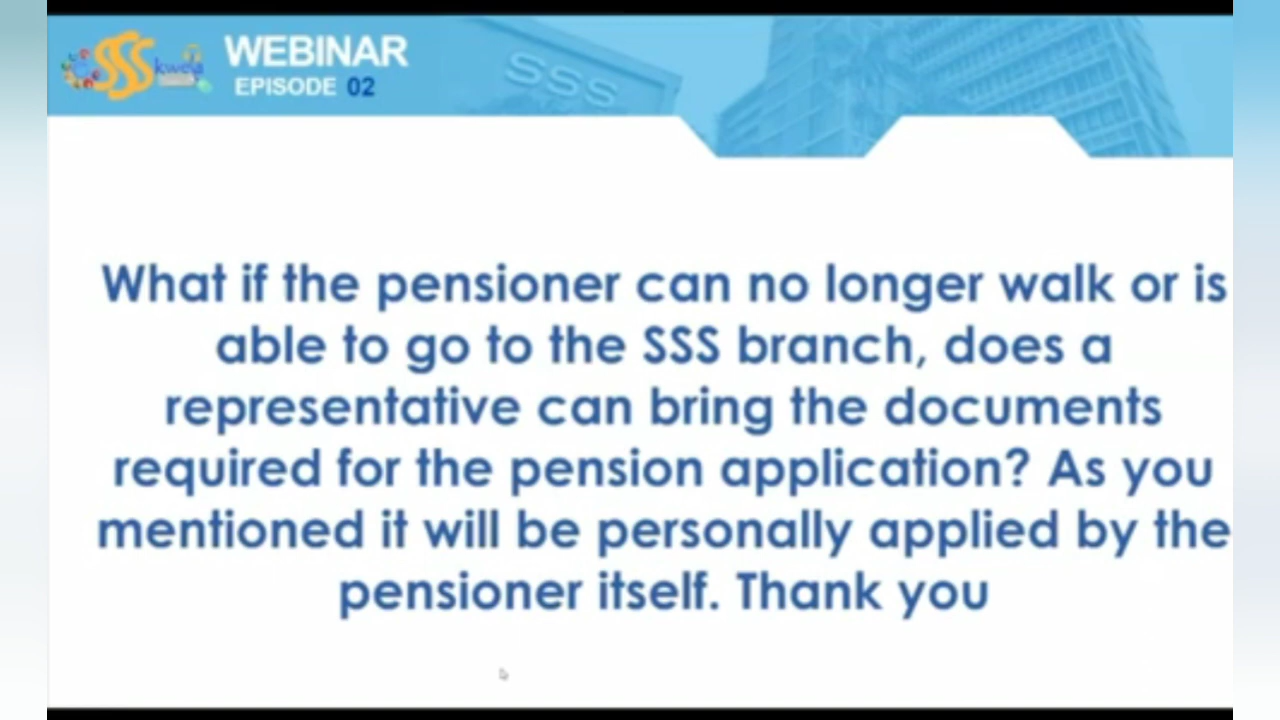 SSS kwela
WEBINAR
EPISODE 02
SSS
What if the pensioner can no longer walk or is
able to go to the SSS branch, does a
representative can bring the documents
required for the pension application? As you
mentioned it will be personally applied by the
pensioner itself. Thank you